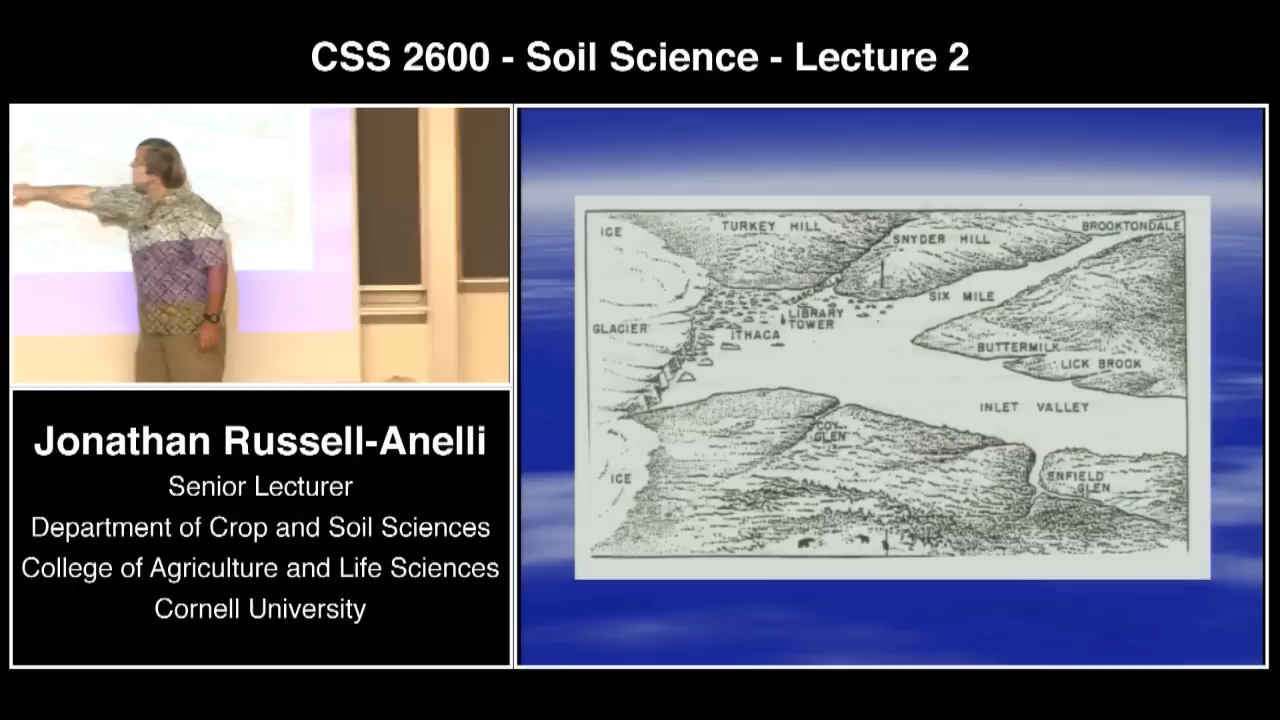 CSS 2600 - Soil Science - Lecture 2
Jonathan Russell-Anelli
Senior Lecturer
Department of Crop and Soil Sciences
College of Agriculture and Life Sciences
Cornell University
ICE
TURKEY HILL
SNYDER HILL
BROOKTONDALE
SIX MILE
LIBRARY
TOWER
GLACIER
ITHACA
BUTTERMILK
LICK BROOK
INLET VALLEY
COY
GLEN
ICE
ENFIELD
GLEN